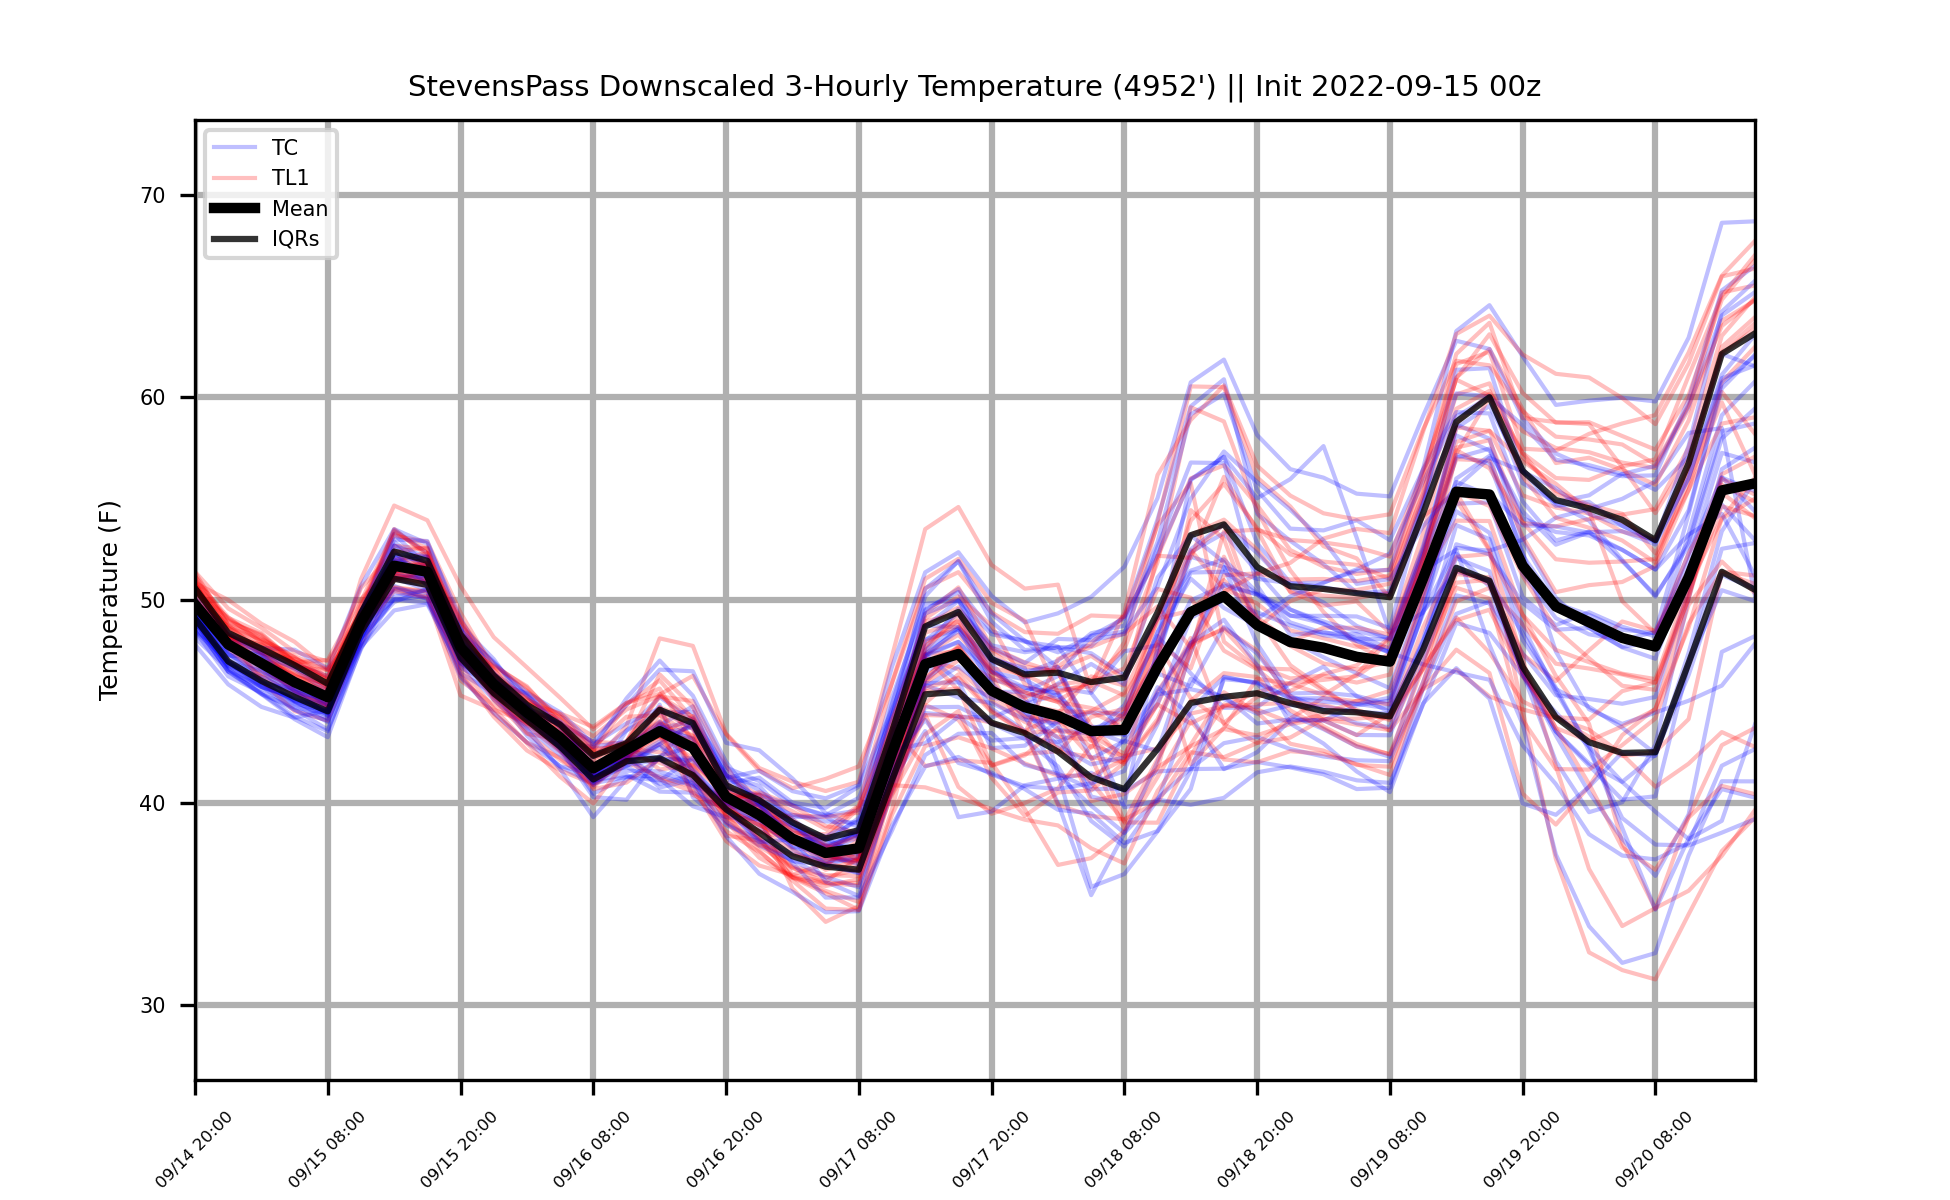 StevensPass Downscaled 3-Hourly Temperature (4952') || Init 2022-09-15 00z
TC
TL1
Mean
IQRs
Temperature (F)
70
60
50
40
30
09/14 20:00
09/15 08:00
09/15 20:00
09/16 08:00
09/16 20:00
09/17 08:00
09/17 20:00
09/18 08:00
09/18 20:00
09/19 08:00
09/19 20:00
09/20 08:00